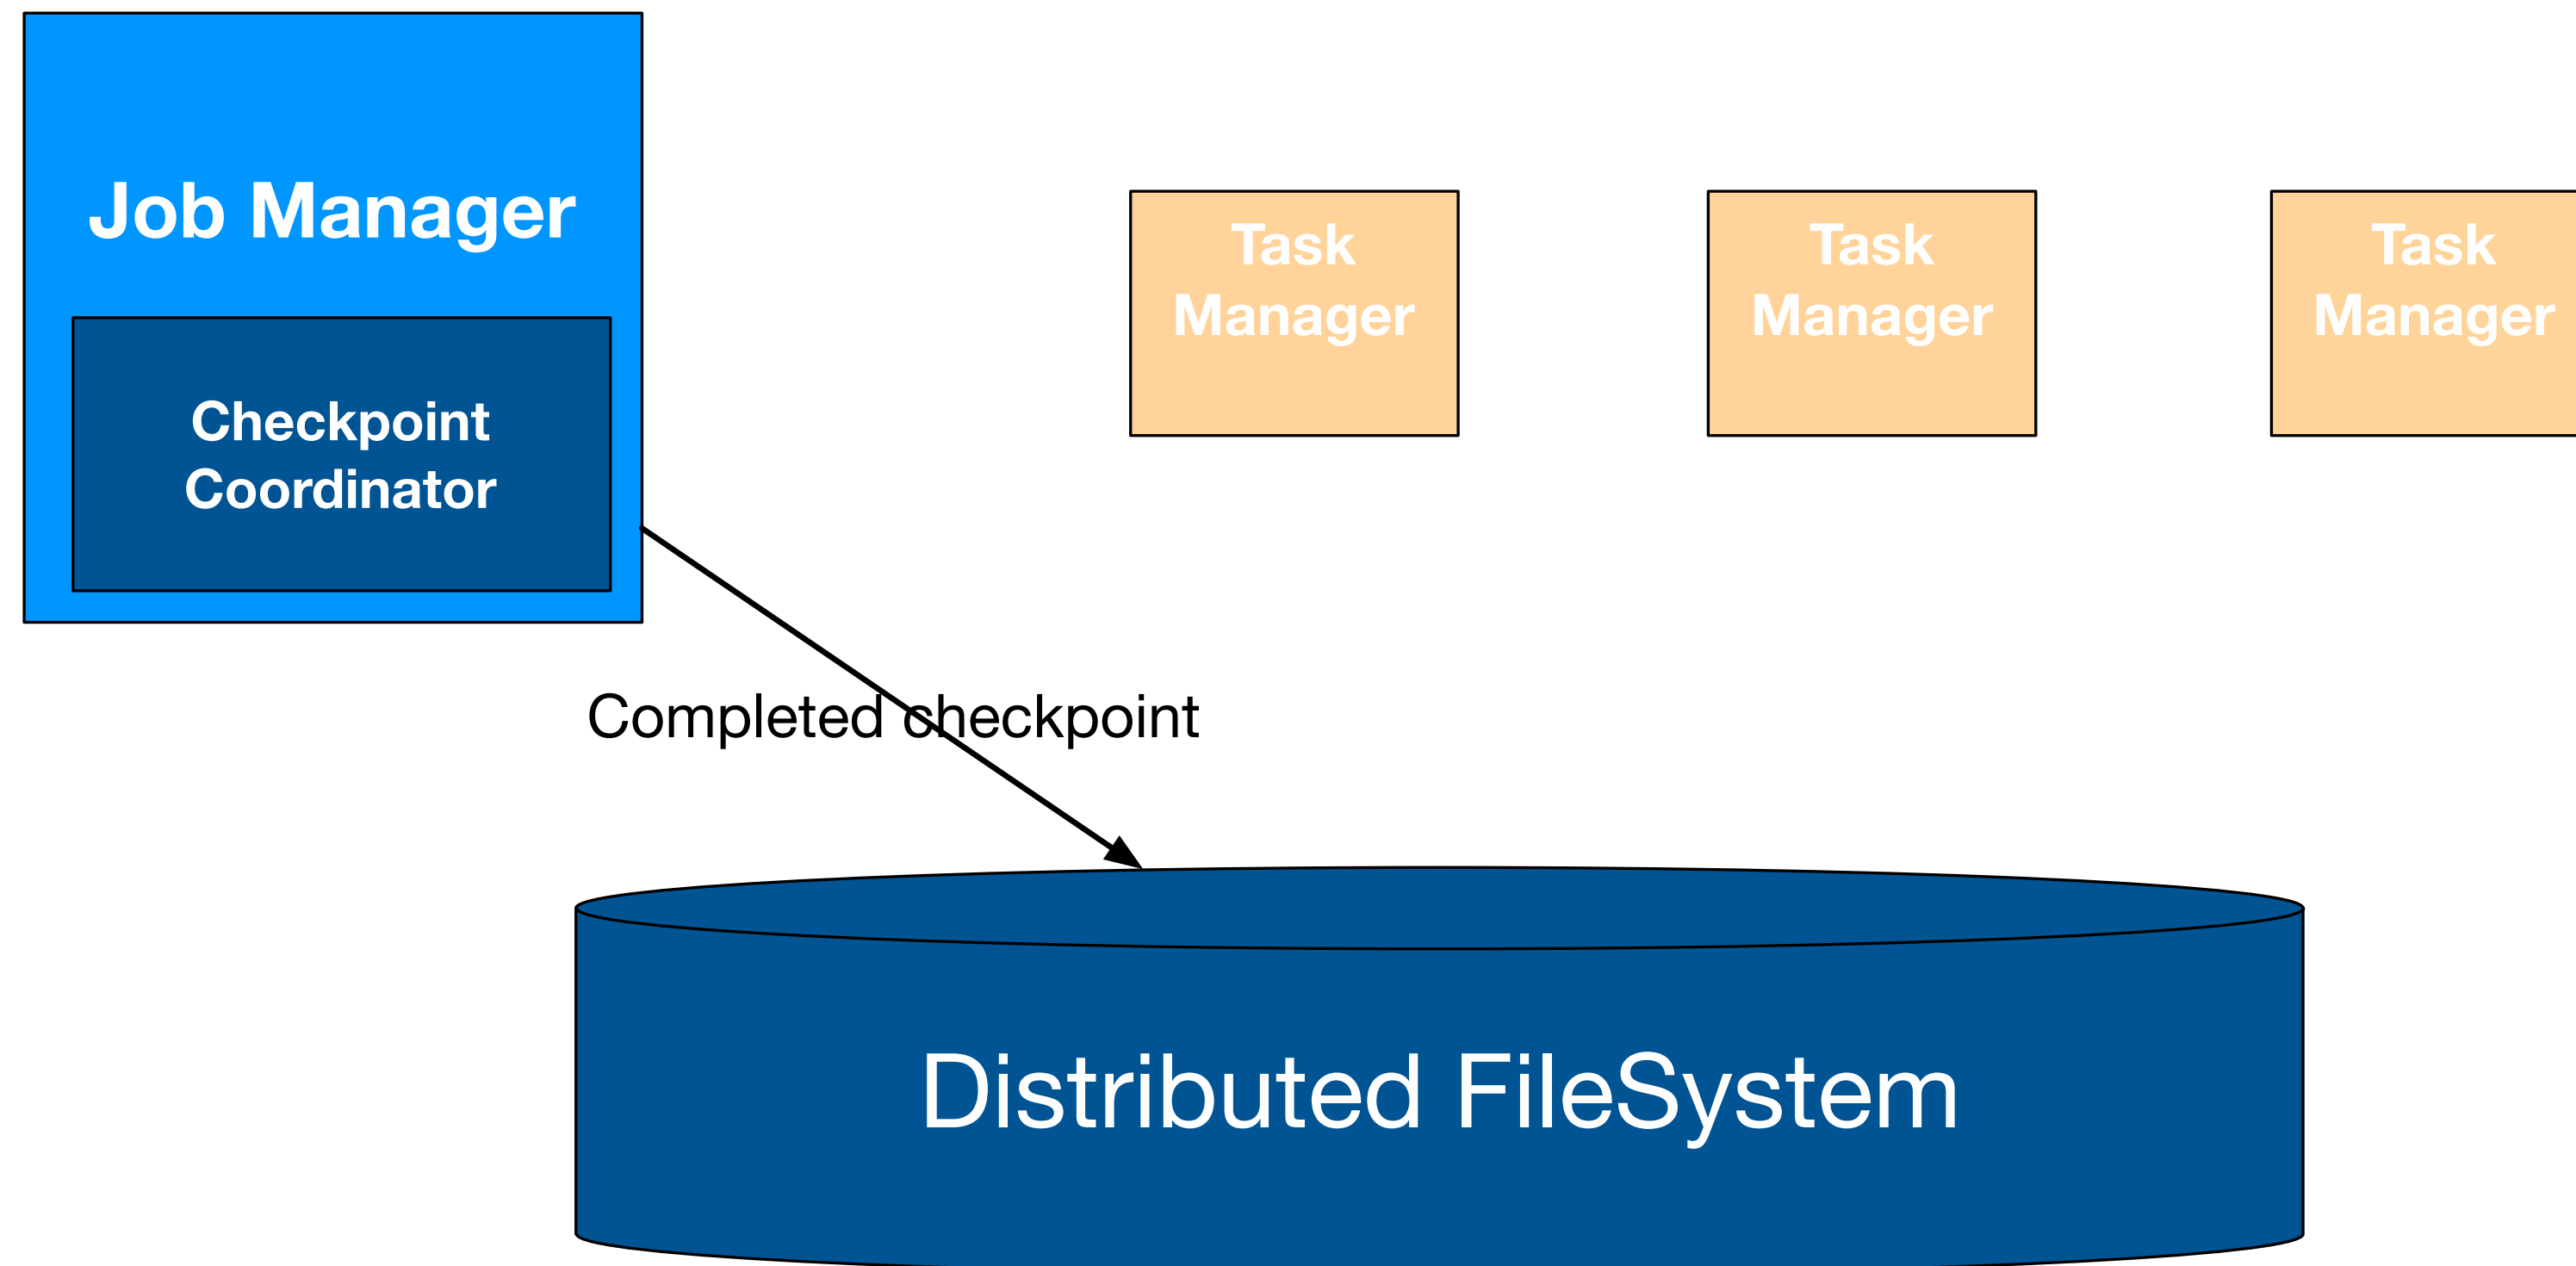 Job Manager
Checkpoint
Coordinator
Task
Manager
Task
Manager
Task
Manager
Completed checkpoint
Distributed FileSystem